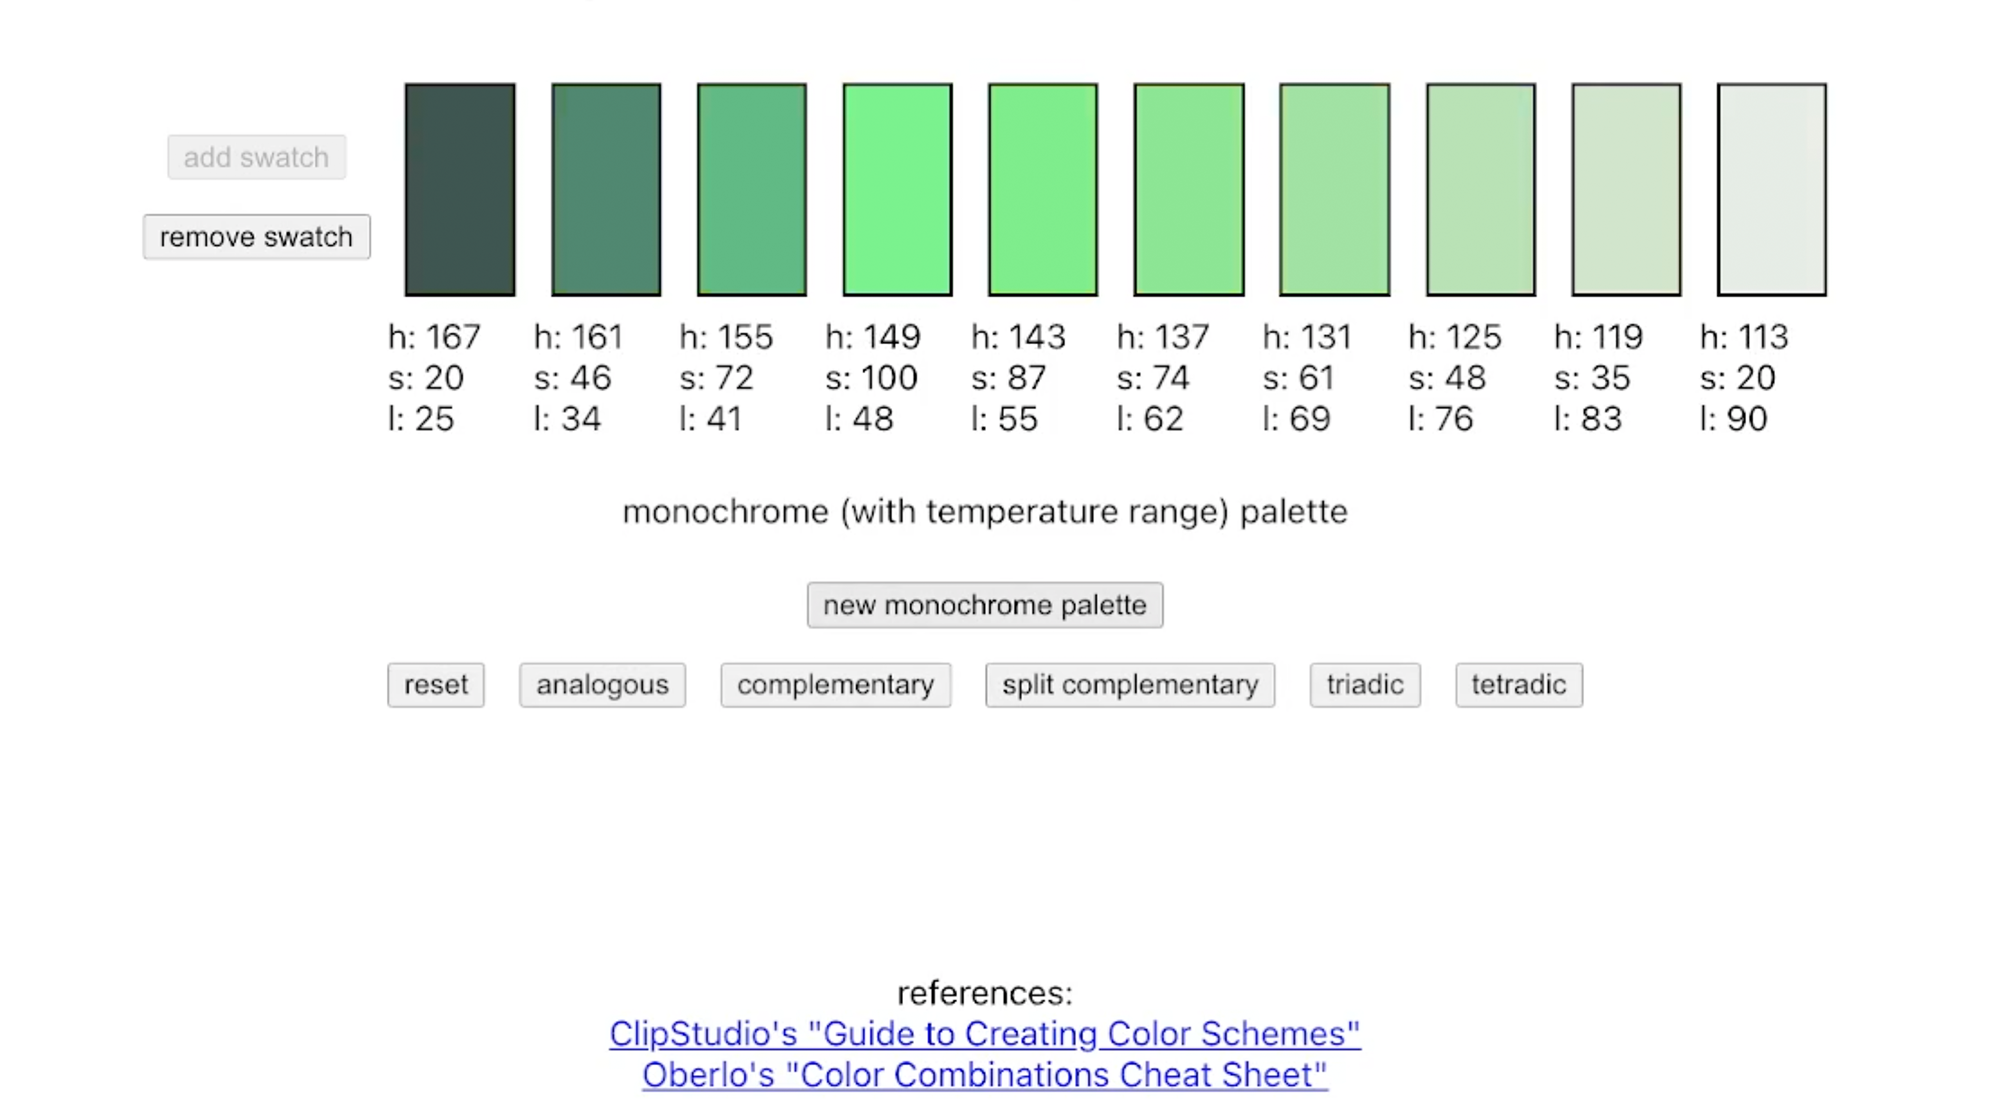 add swatch
remove swatch
h: 167 h: 161 h: 155 h: 149 h: 143 h: 137 h: 131 h: 125 h: 119 h: 113
s: 20 s: 46 s: 72 s: 100 s: 87 s: 74 s: 61 s: 48 s: 35 s: 20
l: 25 l: 34 l: 41 l: 48 l: 55 l: 62 l: 69 l: 76 l: 83 l: 90
monochrome (with temperature range) palette
new monochrome palette
reset analogous complementary split complementary triadic tetradic
references:
ClipStudio's "Guide to Creating Color Schemes"
Oberlo's "Color Combinations Cheat Sheet"